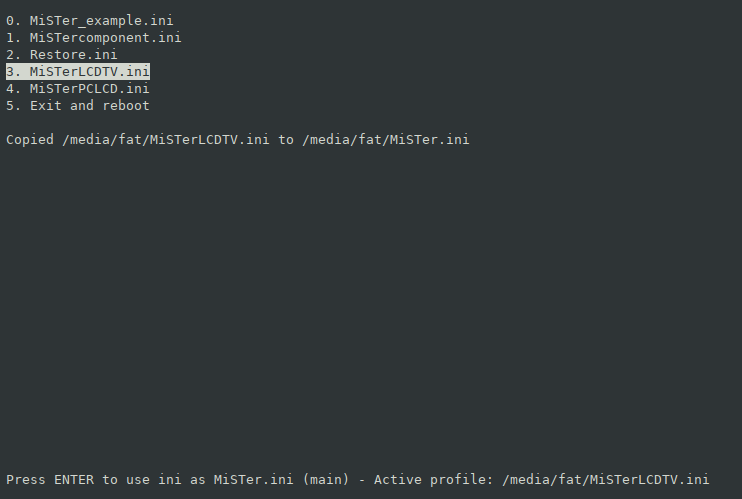 0. MiSTer_example.ini
1. MiSTercomponent.ini
2. Restore.ini
3. MiSTerLCDTV.ini
4. MiSTerPCLCD.ini
5. Exit and reboot
Copied /media/fat/MiSTerLCDTV.ini to /media/fat/MiSTer.ini
Press ENTER to use ini as MiSTer.ini (main) - Active profile: /media/fat/MiSTerLCDTV.ini